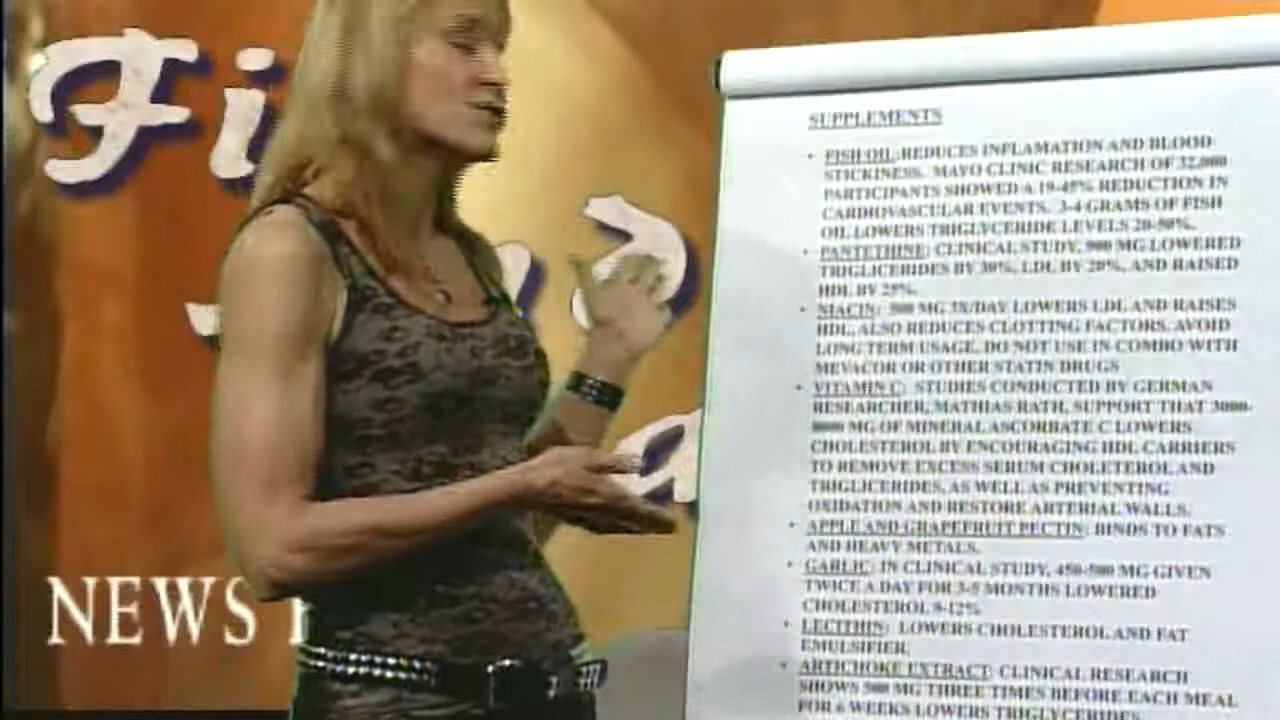 Fi
NEWS
SUPPLEMENTS
• FISH OIL: REDUCES INFLAMATION AND BLOOD
STICKINESS. MAYO CLINIC RESEARCH OF 32,000
PARTICIPANTS SHOWED A 19-45% REDUCTION IN
CARDIOVASCULAR EVENTS. 3-4 GRAMS OF FISH
OIL LOWERS TRIGLYCERIDE LEVELS 20-50%.
• PANTETHINE: CLINICAL STUDY, 900 MG LOWERED
TRIGLICERIDES BY 30%, LDL BY 20%, AND RAISED
HDL BY 25%.
• NIACIN: 500 MG 3X/DAY LOWERS LDL AND RAISES
HDL, ALSO REDUCES CLOTTING FACTORS. AVOID
LONG TERM USAGE. DO NOT USE IN COMBO WITH
MEVACOR OR OTHER STATIN DRUGS
• VITAMIN C: STUDIES CONDUCTED BY GERMAN
RESEARCHER, MATHIAS RATH, SUPPORT THAT 3000-
MG OF MINERAL ASCORBATE C LOWERS
CHOLESTEROL BY ENCOURAGING HDL CARRIERS
TO REMOVE EXCESS SERUM CHOLETEROL AND
TRIGLICERIDES, AS WELL AS PREVENTING
OXIDATION AND RESTORE ARTERIAL WALLS.
• APPLE AND GRAPEFRUIT PECTIN: BINDS TO FATS
AND HEAVY METALS.
• GARLIC: IN CLINICAL STUDY, 450-500 MG GIVEN
TWICE A DAY FOR 3-5 MONTHS LOWERED
CHOLESTEROL 9-12%
• LECITHIN: LOWERS CHOLESTEROL AND FAT
EMULSIFIER.
• ARTICHOKE EXTRACT: CLINICAL RESEARCH
SHOWS 500 MG THREE TIMES BEFORE EACH MEAL
FOR 6 WEEKS LOWERS TRIGLYCERIDES,